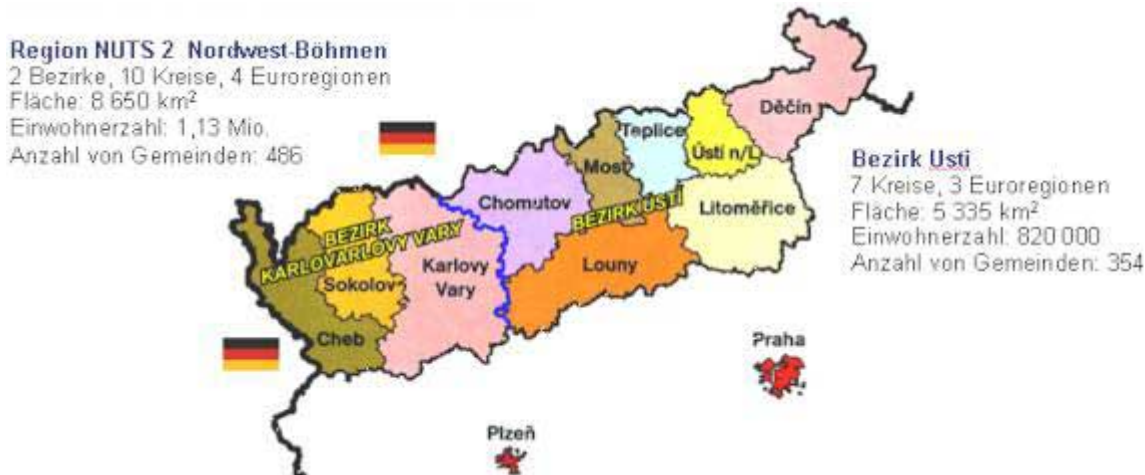 Region NUTS 2 Nordwest-Böhmen
2 Bezirke, 10 Kreise, 4 Euroregionen
Fläche: 8 650 km²
Einwohnerzahl: 1,13 Mio.
Anzahl von Gemeinden: 486
Děčín
Teplice
Ústí n/L
Most
Chomutov
BEZIRK ÚSTÍ
Litoměřice
Bezirk Usti
7 Kreise, 3 Euroregionen
Fläche: 5 335 km²
Einwohnerzahl: 820 000
Anzahl von Gemeinden: 354
BEZIRK
KARLOVARLOVY VARY
Sokolov
Karlovy
Vary
Louny
Cheb
Praha
Plzeň